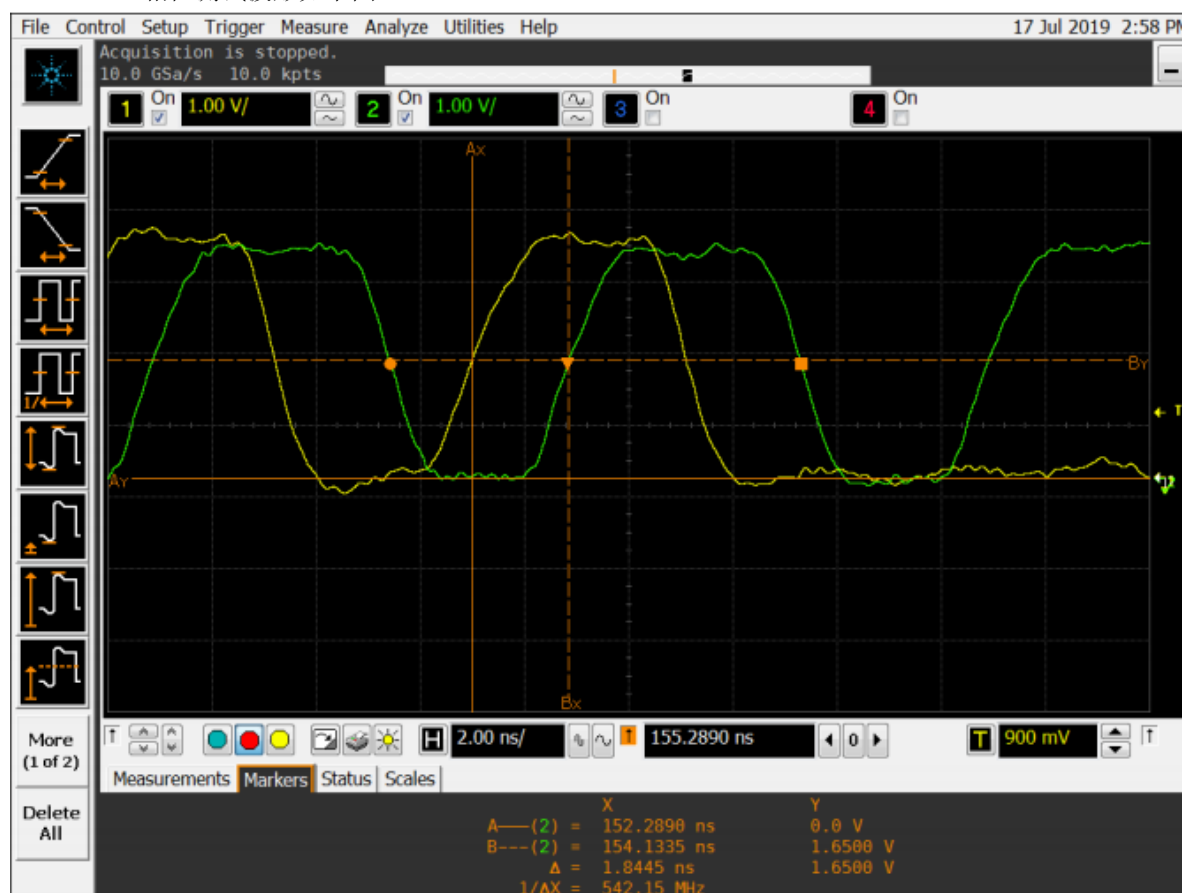 File Control Setup Trigger Measure Analyze Utilities Help 17 Jul 2019 2:58 PM
Acquisition is stopped.
10.0 GSa/s 10.0 kpts
1 On 1.00 V/ 2 On 1.00 V/ 3 On 4 On
Ax
By
T
Ay
Bx
1/
More
(1 of 2)
Delete
All
H 2.00 ns/ 155.2890 ns 0 T 900 mV
Measurements Markers Status Scales
X Y
A——(2) = 152.2890 ns 0.0 V
B---(2) = 154.1335 ns 1.6500 V
Δ = 1.8445 ns 1.6500 V
1/ΔX = 542.15 MHz